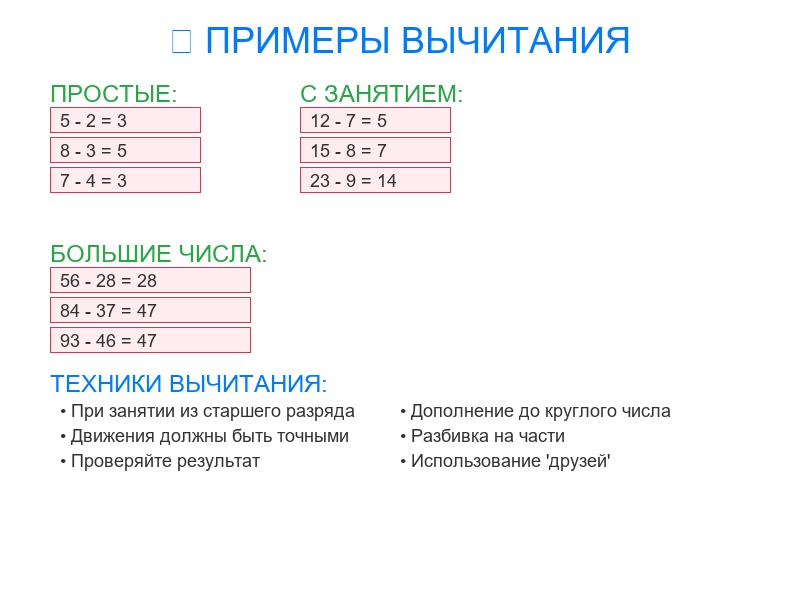 ПРИМЕРЫ ВЫЧИТАНИЯ
ПРОСТЫЕ:
5 - 2 = 3
8 - 3 = 5
7 - 4 = 3
С ЗАНЯТИЕМ:
12 - 7 = 5
15 - 8 = 7
23 - 9 = 14
БОЛЬШИЕ ЧИСЛА:
56 - 28 = 28
84 - 37 = 47
93 - 46 = 47
ТЕХНИКИ ВЫЧИТАНИЯ:
• При занятии из старшего разряда
• Движения должны быть точными
• Проверяйте результат
• Дополнение до круглого числа
• Разбивка на части
• Использование 'друзей'